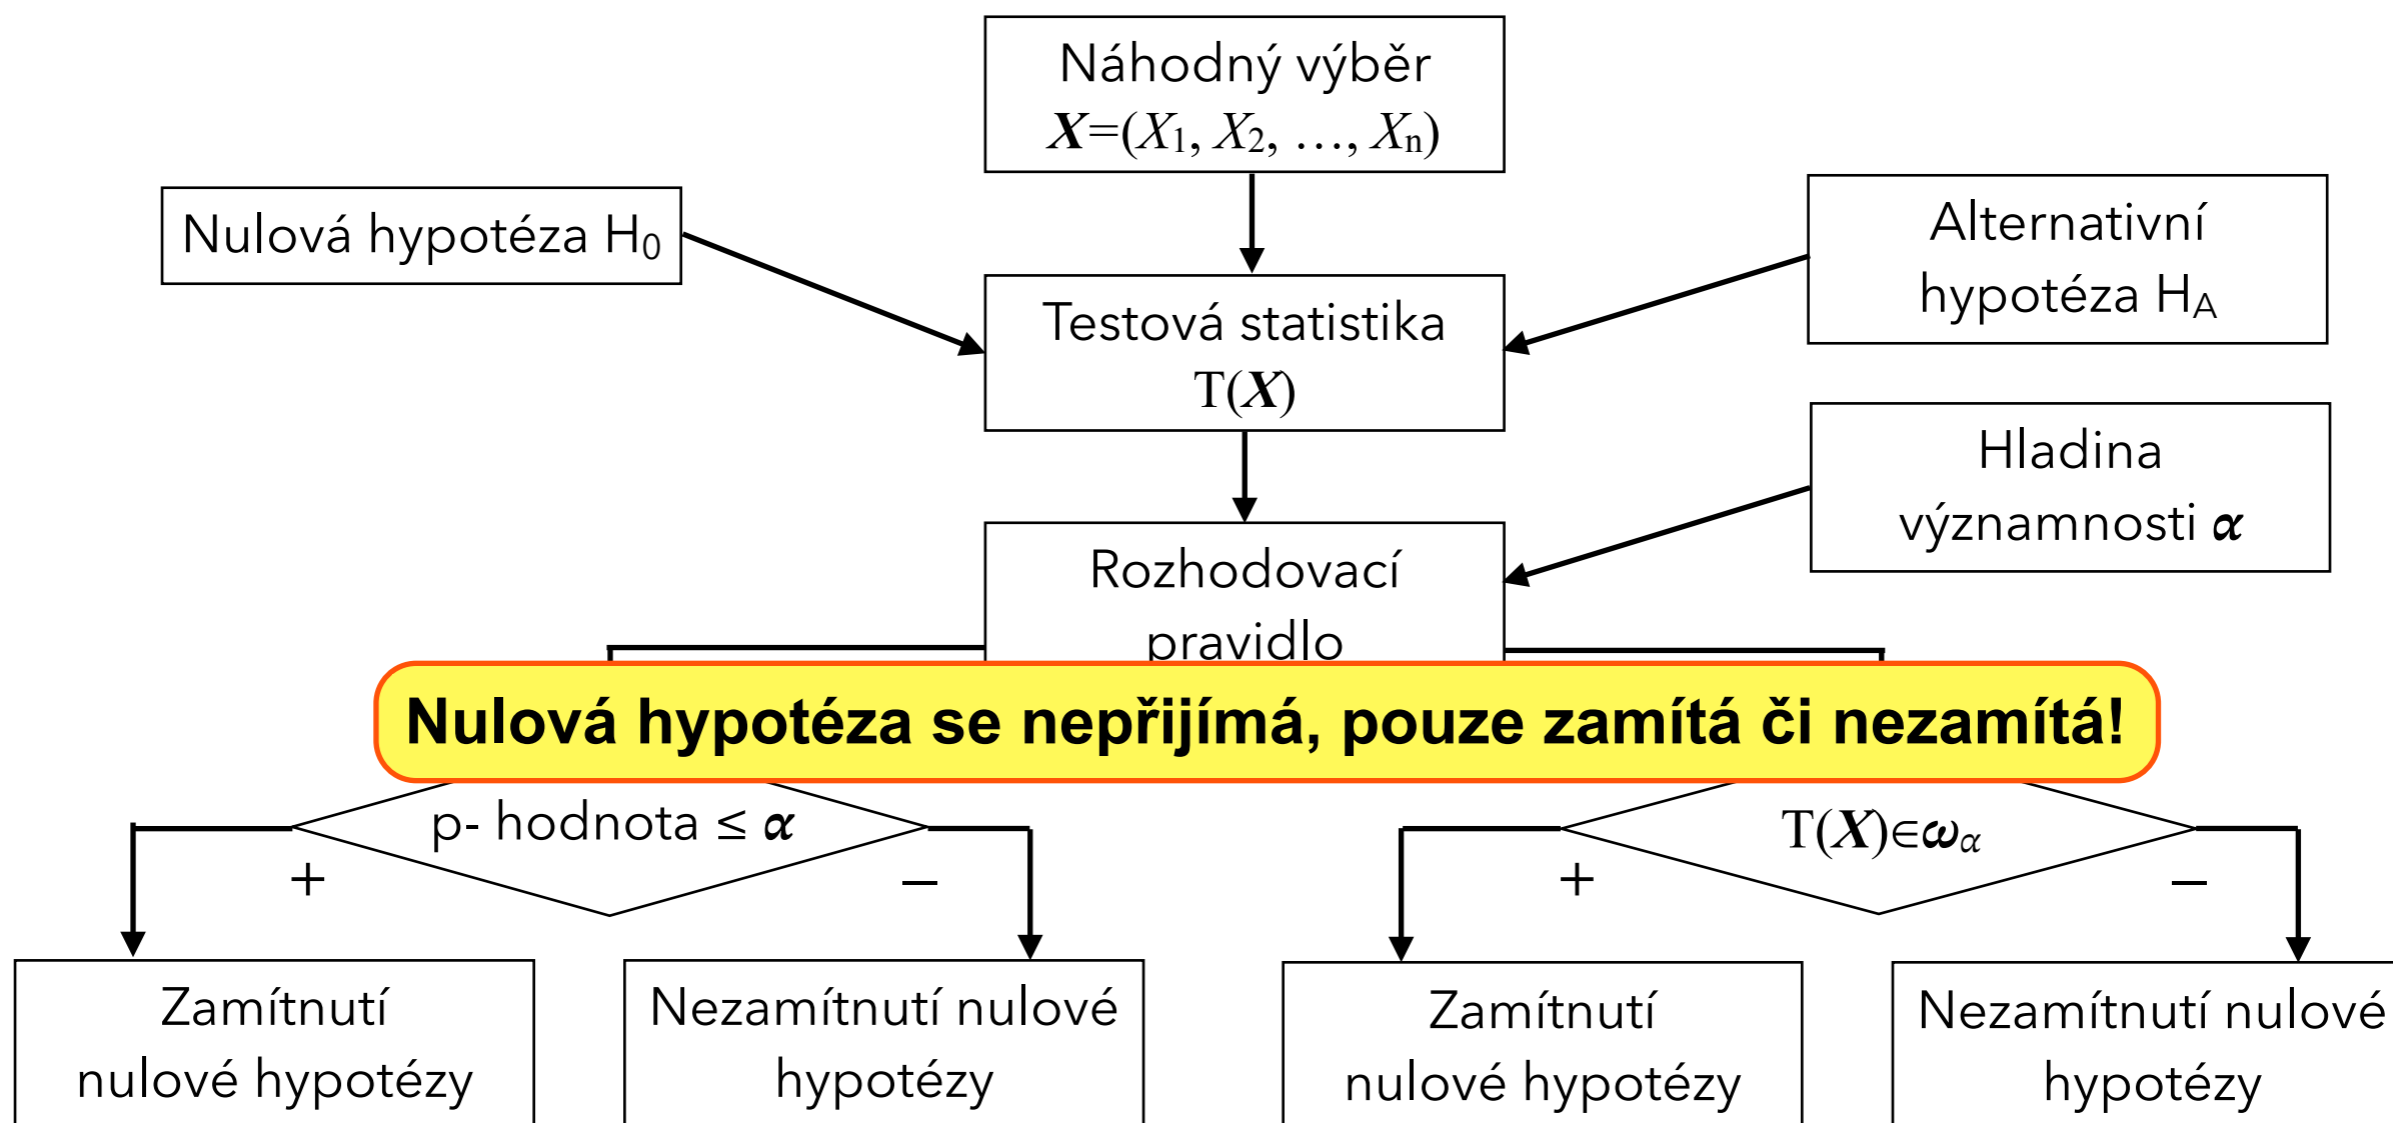 Náhodný výběr
X=(X1, X2, …, Xn)
Nulová hypotéza H0
Alternativní
hypotéza HA
Testová statistika
T(X)
Hladina
významnosti α
Rozhodovací
pravidlo
Nulová hypotéza se nepřijímá, pouze zamítá či nezamítá!
p- hodnota ≤ α
+
–
T(X)∈ωα
+
–
Zamítnutí
nulové hypotézy
Nezamítnutí nulové
hypotézy
Zamítnutí
nulové hypotézy
Nezamítnutí nulové
hypotézy